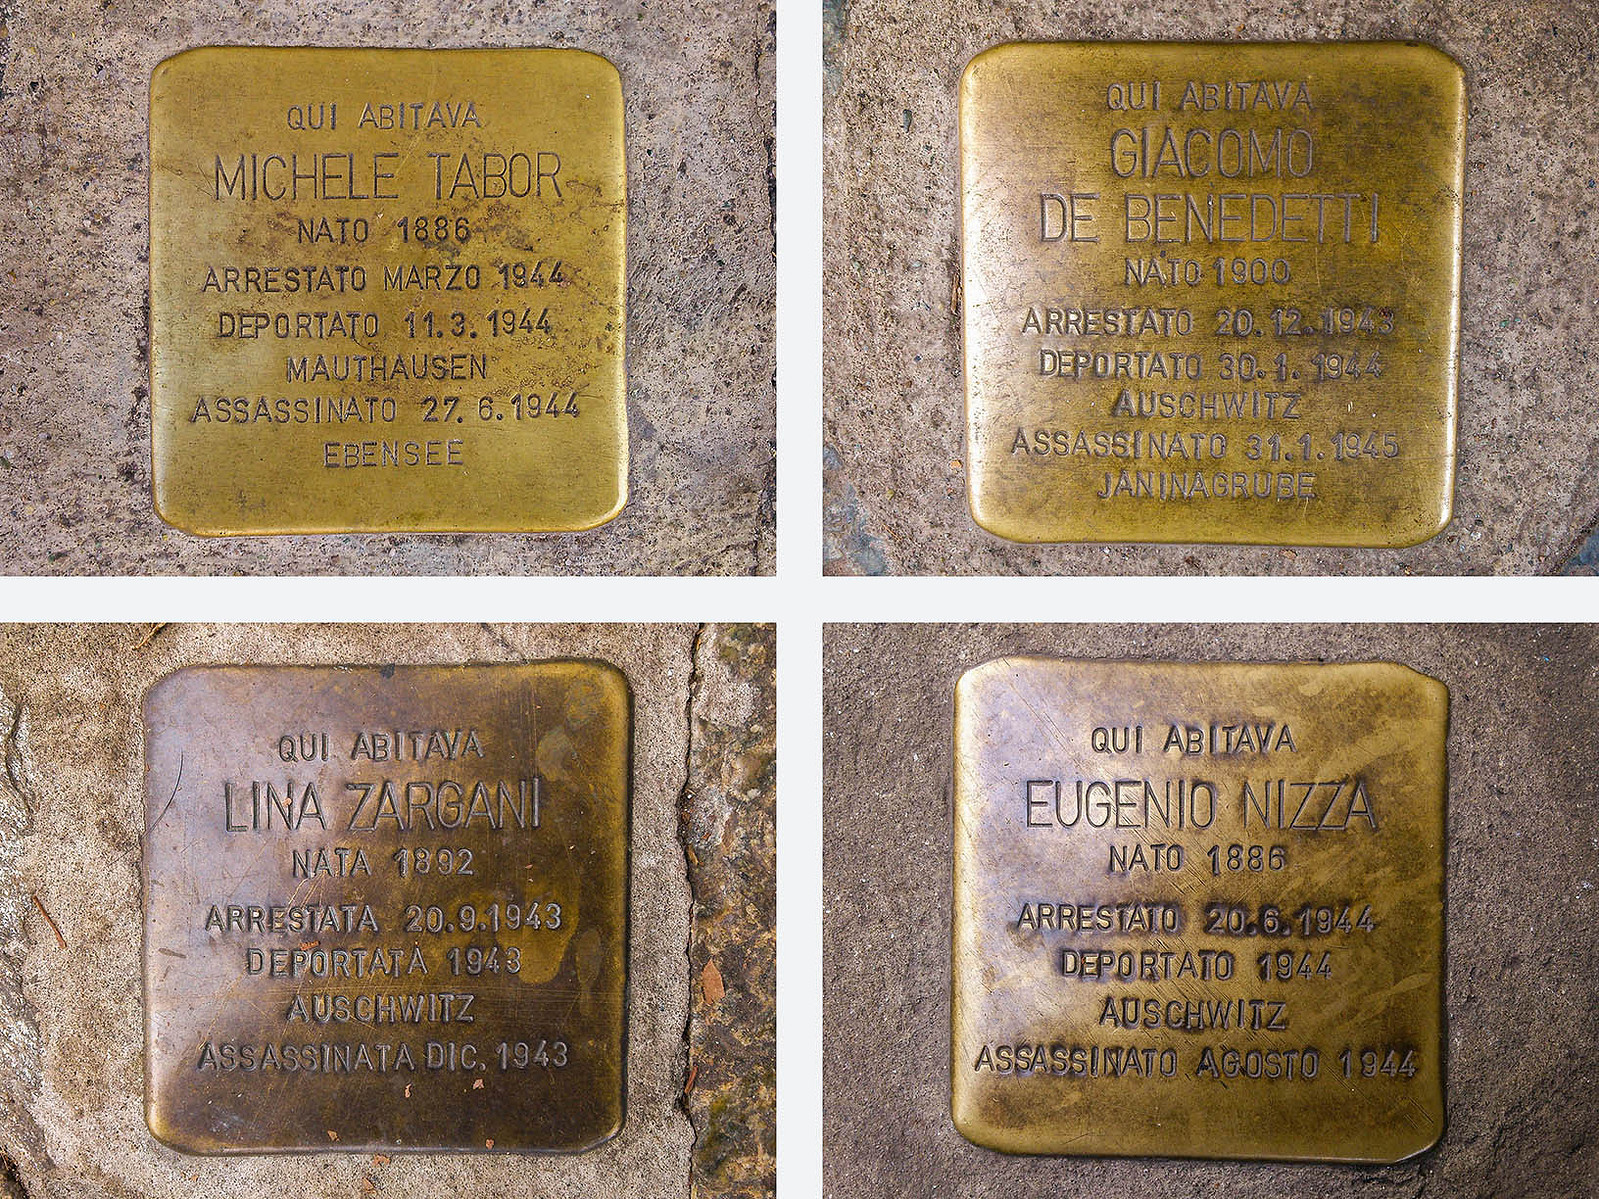 QUI ABITAVA
MICHELE TABOR
NATO 1886
ARRESTATO MARZO 1944
DEPORTATO 11.3.1944
MAUTHAUSEN
ASSASSINATO 27.6.1944
EBENSEE
QUI ABITAVA
GIACOMO
DE BENEDETTI
NATO 1900
ARRESTATO 20.12.1943
DEPORTATO 30.1.1944
AUSCHWITZ
ASSASSINATO 31.1.1945
JANINAGRUBE
QUI ABITAVA
LINA ZARGANI
NATA 1892
ARRESTATA 20.9.1943
DEPORTATA 1943
AUSCHWITZ
ASSASSINATA DIC. 1943
QUI ABITAVA
EUGENIO NIZZA
NATO 1886
ARRESTATO 20.6.1944
DEPORTATO 1944
AUSCHWITZ
ASSASSINATO AGOSTO 1944